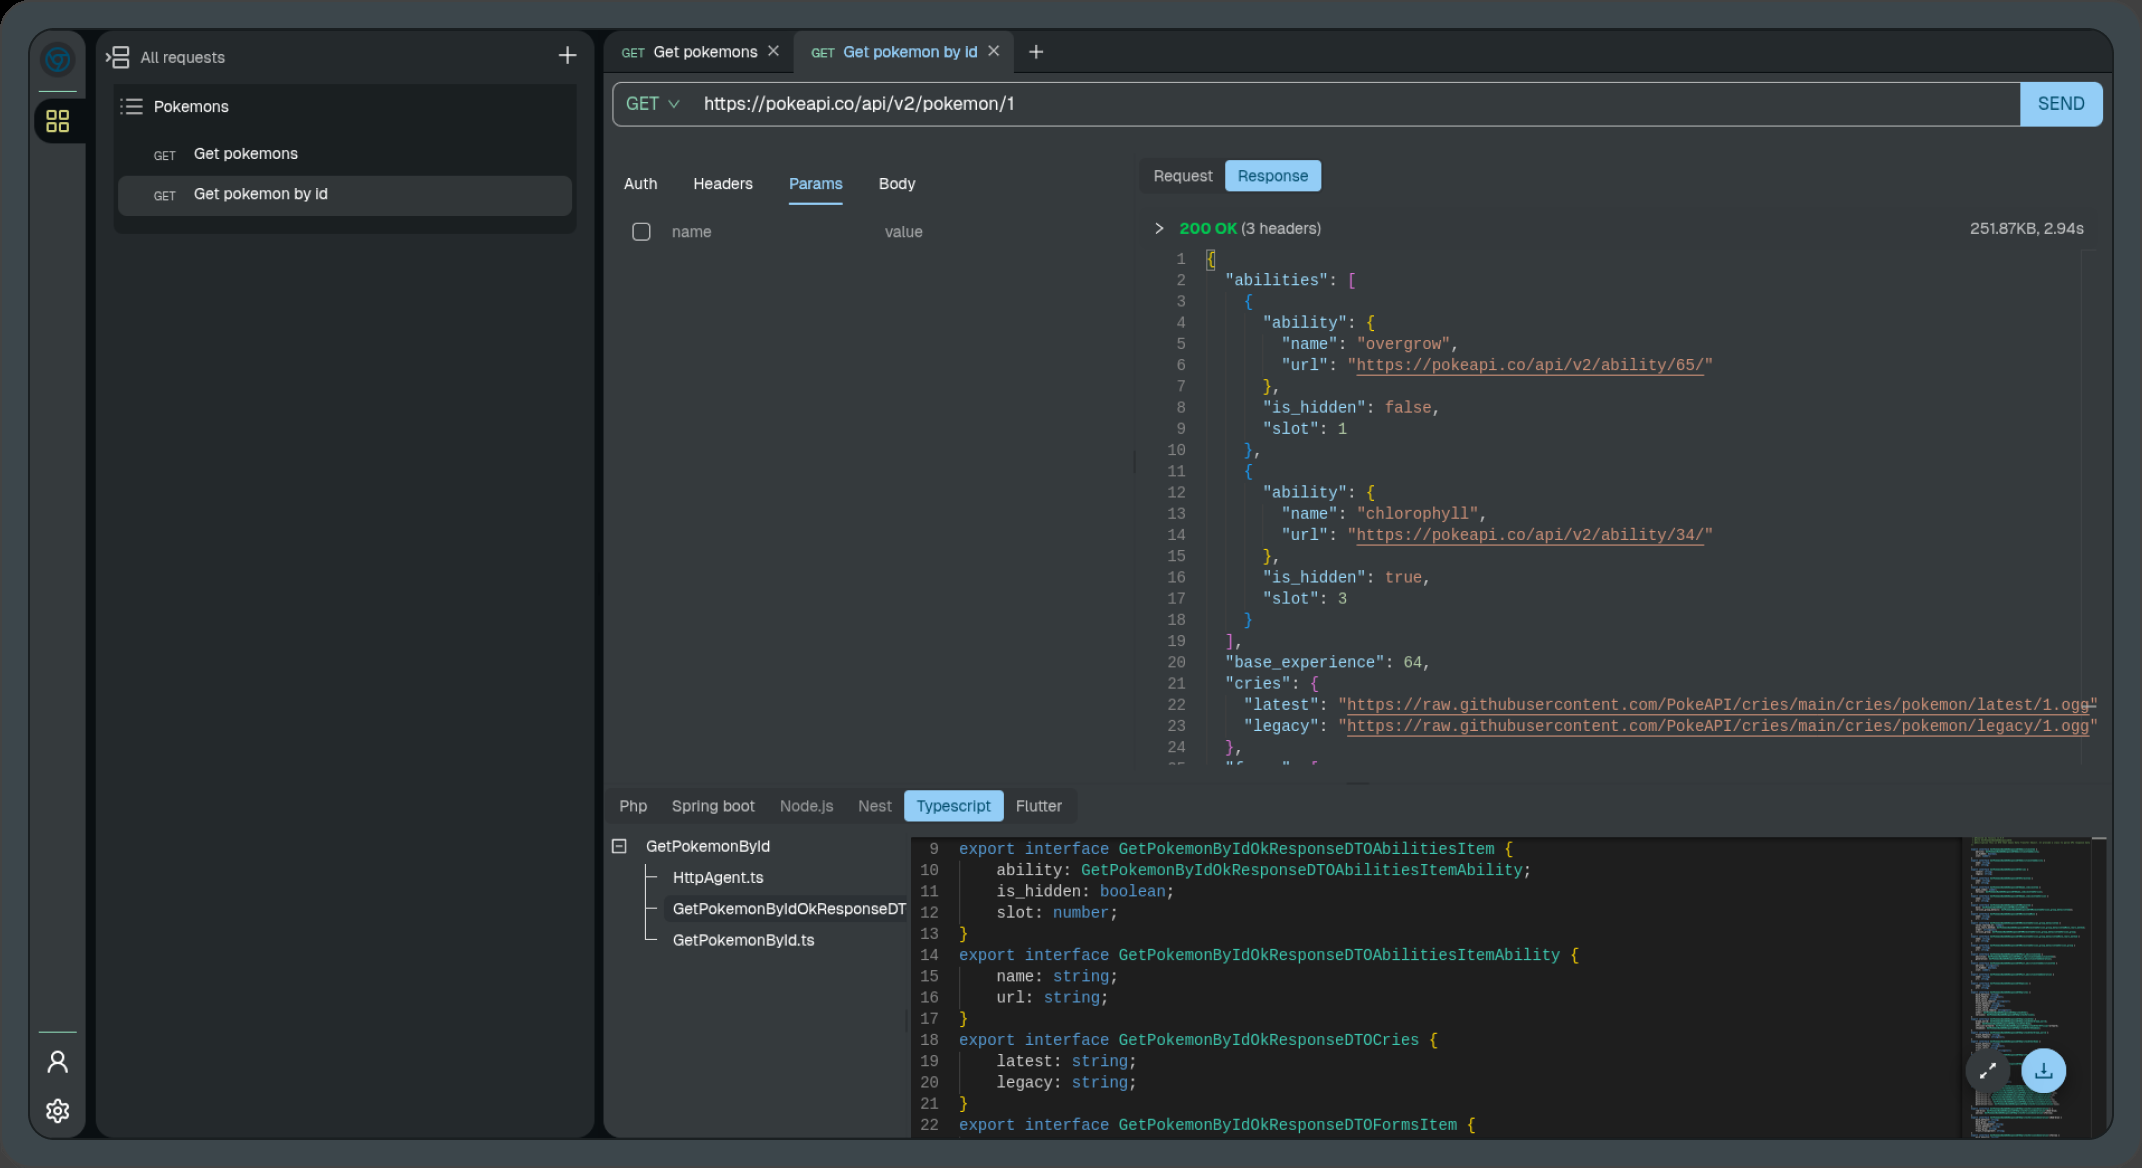 All requests
Pokemons
GET Get pokemons
GET Get pokemon by id
GET Get pokemons
GET Get pokemon by id
GET https://pokeapi.co/api/v2/pokemon/1 SEND
Auth Headers Params Body
name value
Request Response
200 OK (3 headers) 251.87KB, 2.94s
1 {
2 "abilities": [
3 {
4 "ability": {
5 "name": "overgrow",
6 "url": "https://pokeapi.co/api/v2/ability/65/"
7 },
8 "is_hidden": false,
9 "slot": 1
10 },
11 {
12 "ability": {
13 "name": "chlorophyll",
14 "url": "https://pokeapi.co/api/v2/ability/34/"
15 },
16 "is_hidden": true,
17 "slot": 3
18 }
19 ],
20 "base_experience": 64,
21 "cries": {
22 "latest": "https://raw.githubusercontent.com/PokeAPI/cries/main/cries/pokemon/latest/1.ogg"
23 "legacy": "https://raw.githubusercontent.com/PokeAPI/cries/main/cries/pokemon/legacy/1.ogg"
24 },
Php Spring boot Node.js Nest Typescript Flutter
GetPokemonById
HttpAgent.ts
GetPokemonByIdOkResponseDT
GetPokemonById.ts
9 export interface GetPokemonByIdOkResponseDTOAbilitiesItem {
10 ability: GetPokemonByIdOkResponseDTOAbilitiesItemAbility;
11 is_hidden: boolean;
12 slot: number;
13 }
14 export interface GetPokemonByIdOkResponseDTOAbilitiesItemAbility {
15 name: string;
16 url: string;
17 }
18 export interface GetPokemonByIdOkResponseDTOCries {
19 latest: string;
20 legacy: string;
21 }
22 export interface GetPokemonByIdOkResponseDTOFormsItem {